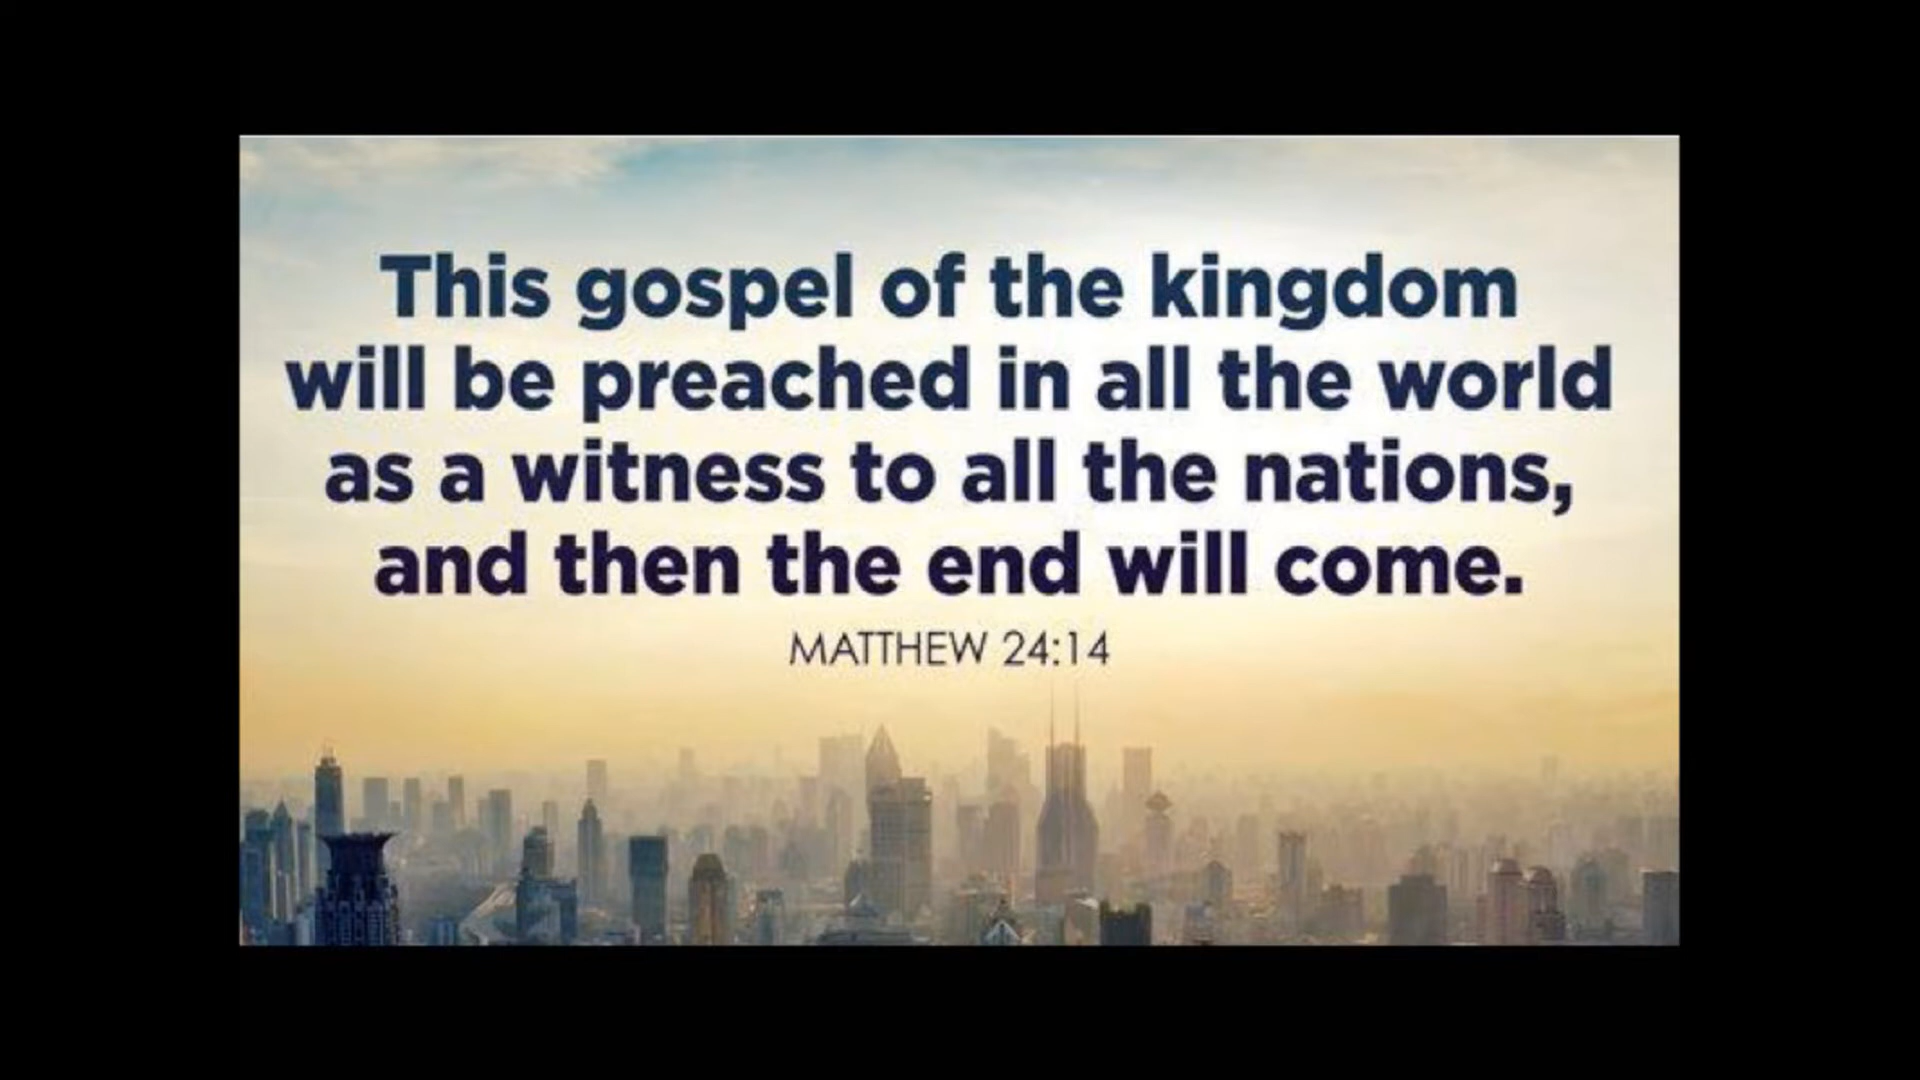 This gospel of the kingdom
will be preached in all the world
as a witness to all the nations,
and then the end will come.
MATTHEW 24:14